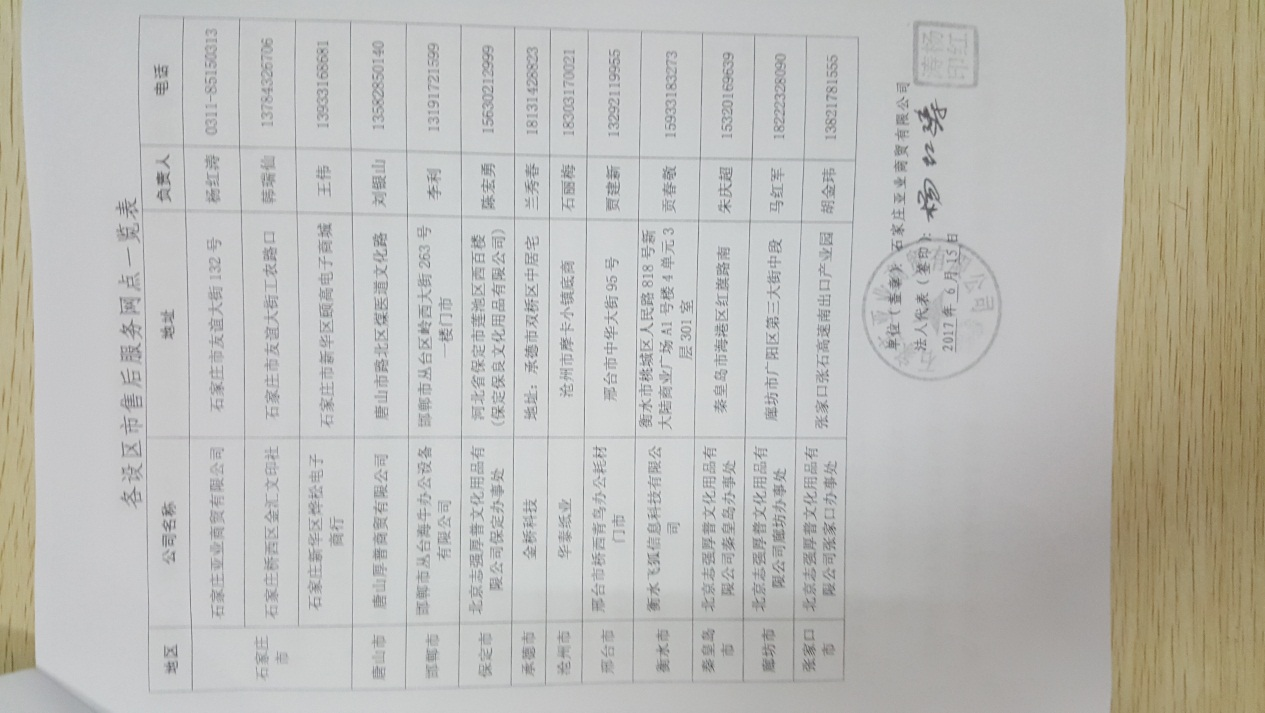 各设区市售后服务网点一览表
地区 公司名称 地址 负责人 电话
石家庄市 石家庄亚业商贸有限公司 石家庄市友谊大街132号 杨红涛 0311-85150313
石家庄桥西区金汇文印社 石家庄市友谊大街工农路口 韩瑞仙 13784326706
石家庄新华区烨松电子商行 石家庄市新华区颐高电子商城 王伟 13933168681
唐山市 唐山厚普商贸有限公司 唐山市路北区煤医道文化路 刘银山 13582850140
邯郸市 邯郸市丛台海牛办公设备有限公司 邯郸市丛台区岭西大街263号一楼门市 李利 13191721599
保定市 北京志强厚普文化用品有限公司保定办事处 河北省保定市莲池区西百楼(保定保良文化用品有限公司) 陈宏勇 15630212999
承德市 金桥科技 地址：承德市双桥区中居宅 兰秀春 18131428823
沧州市 华泰纸业 沧州市摩卡小镇底商 石丽梅 18303170021
邢台市 邢台市桥西青鸟办公耗材门市 邢台市中华大街95号 贾建新 13292119955
衡水市 衡水飞狐信息科技有限公司 衡水市桃城区人民路818号新大陆商业广场A1号楼4单元3层301室 贡春敏 15933183273
秦皇岛市 北京志强厚普文化用品有限公司秦皇岛办事处 秦皇岛市海港区红旗路南 朱庆超 15320169639
廊坊市 北京志强厚普文化用品有限公司廊坊办事处 廊坊市广阳区第三大街中段 马红军 18222328090
张家口市 北京志强厚普文化用品有限公司张家口办事处 张家口张石高速南出口产业园 胡金玮 13821781555
单位（盖章）：石家庄亚业商贸有限公司
法人代表（签印）：杨红涛
2017年6月15日
杨红涛印